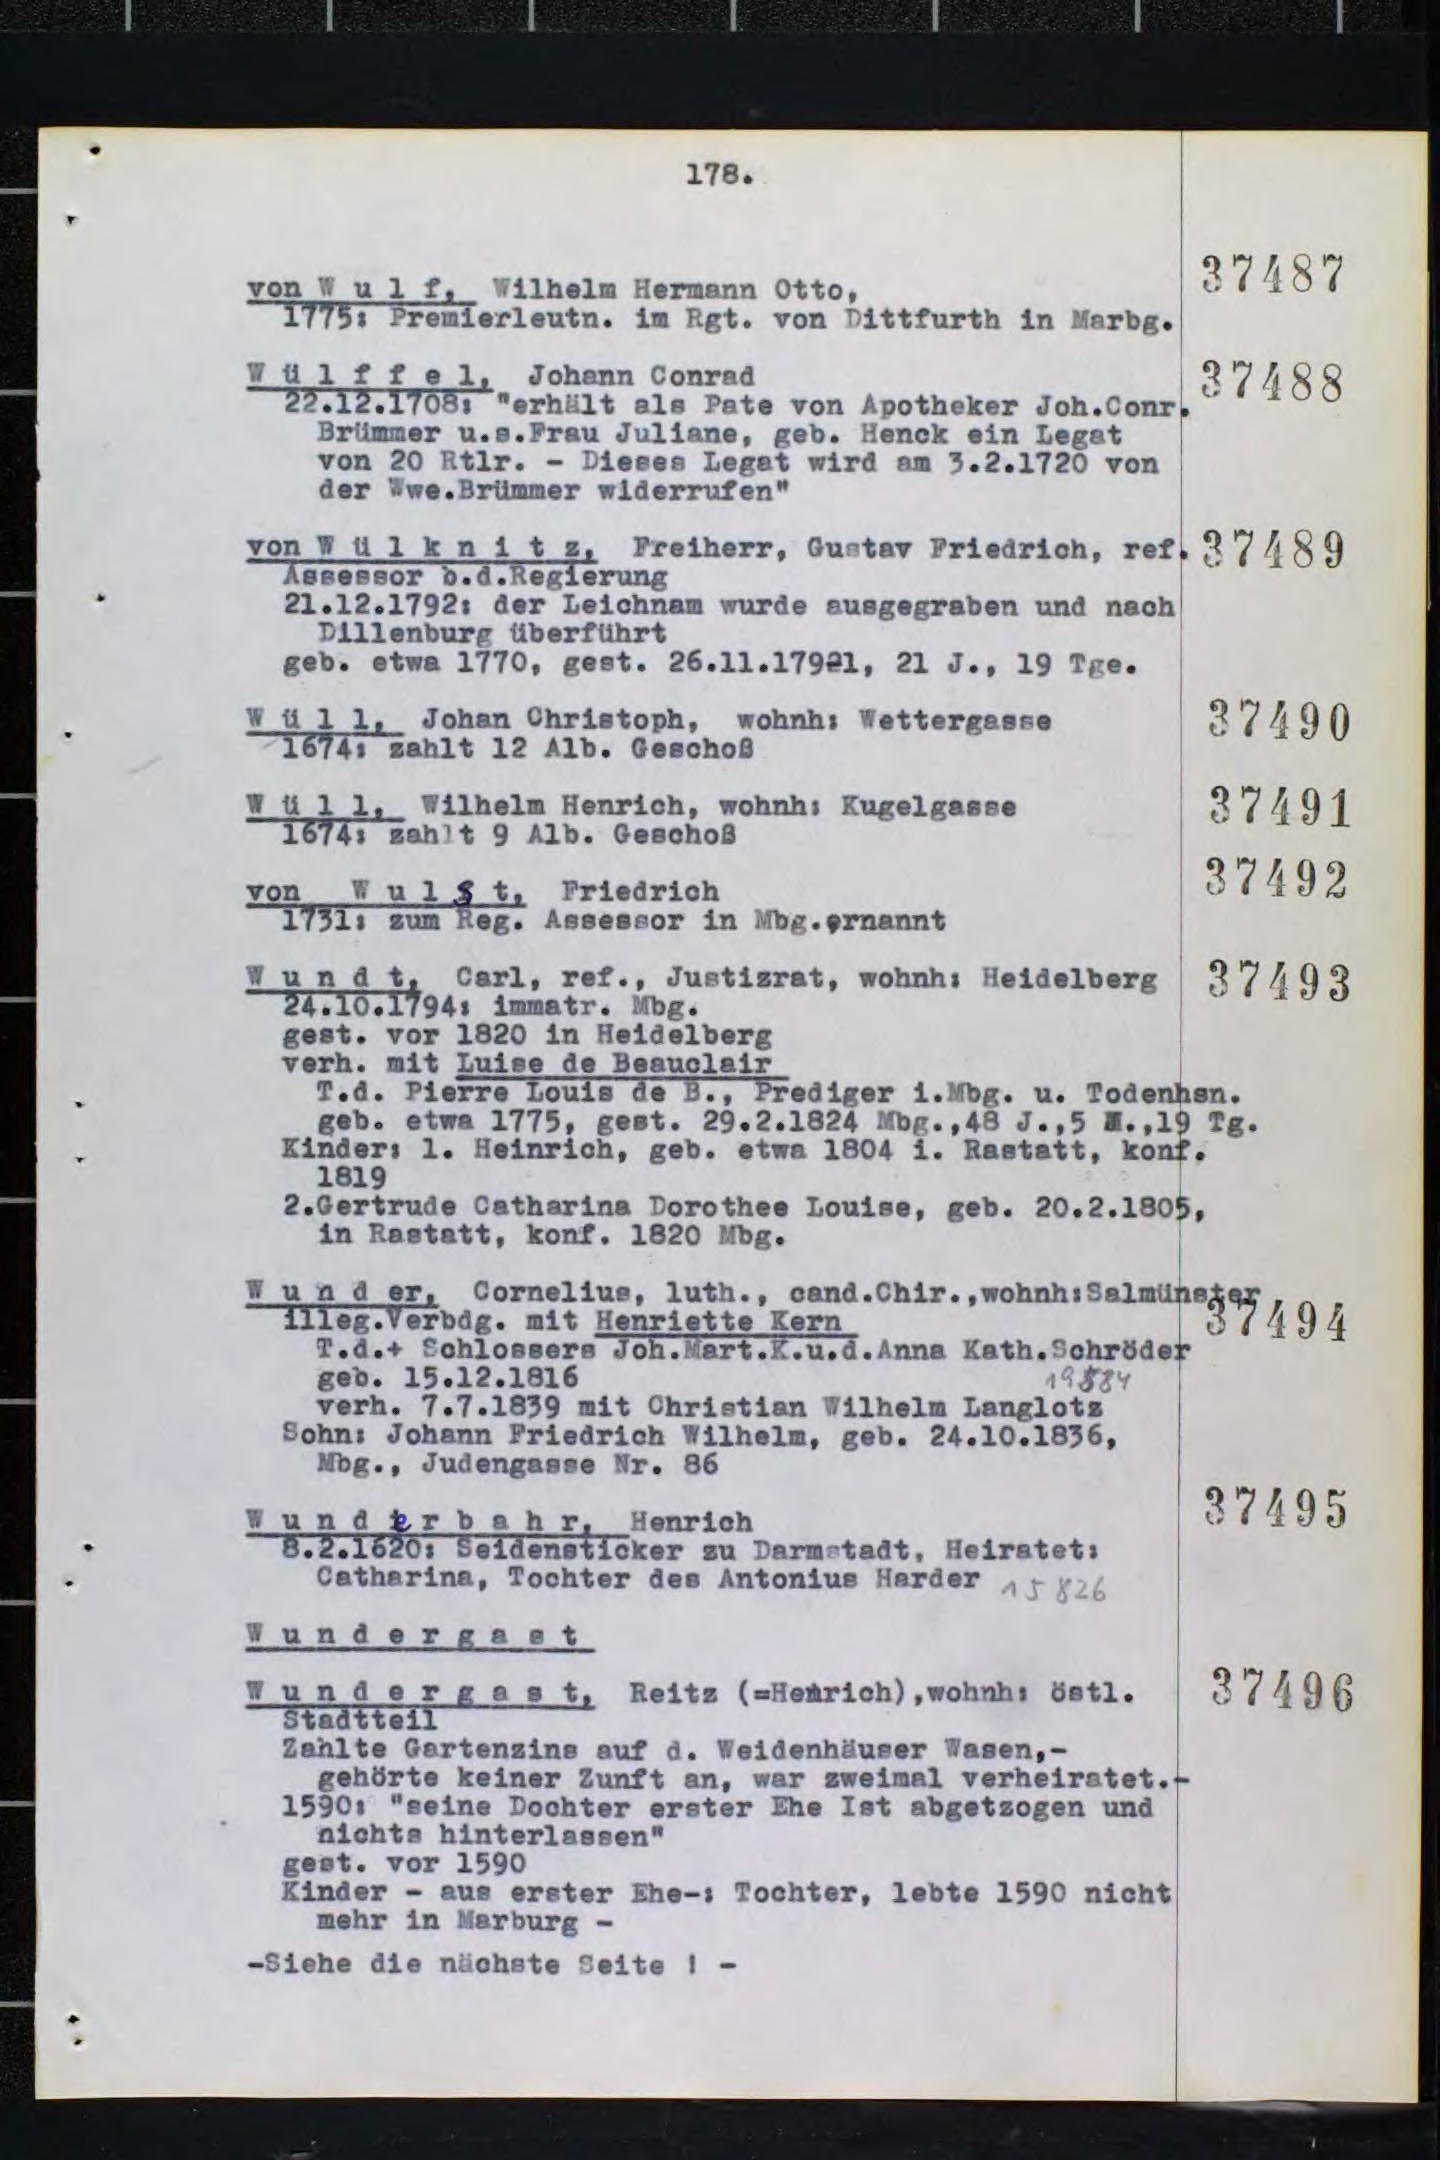 178.
von W u l f, Wilhelm Hermann Otto, 37487
1775: Premierleutn. im Rgt. von Dittfurth in Marbg.
W ü l f f e l, Johann Conrad 37488
22.12.1708: "erhält als Pate von Apotheker Joh.Conr.
Brümmer u.s.Frau Juliane, geb. Henck ein Legat
von 20 Rtlr. - Dieses Legat wird am 3.2.1720 von
der Wwe.Brümmer widerrufen"
von W ü l k n i t z, Freiherr, Gustav Friedrich, ref. 37489
Assessor b.d.Regierung
21.12.1792: der Leichnam wurde ausgegraben und nach
Dillenburg überführt
geb. etwa 1770, gest. 26.11.1791, 21 J., 19 Tge.
W ü l l, Johan Christoph, wohnh: Wettergasse 37490
1674: zahlt 12 Alb. Geschoß
W ü l l, Wilhelm Henrich, wohnh: Kugelgasse 37491
1674: zahlt 9 Alb. Geschoß
von W u l s t, Friedrich 37492
1731: zum Reg. Assessor in Mbg.ernannt
W u n d t, Carl, ref., Justizrat, wohnh: Heidelberg 37493
24.10.1794: immatr. Mbg.
gest. vor 1820 in Heidelberg
verh. mit Luise de Beauclair
T.d. Pierre Louis de B., Prediger i.Mbg. u. Todenhsn.
geb. etwa 1775, gest. 29.2.1824 Mbg.,48 J.,5 M.,19 Tg.
Kinder: 1. Heinrich, geb. etwa 1804 i. Rastatt, konf.
1819
2.Gertrude Catharina Dorothee Louise, geb. 20.2.1805,
in Rastatt, konf. 1820 Mbg.
W u n d er, Cornelius, luth., cand.Chir.,wohnh:Salmünster
illeg.Verbdg. mit Henriette Kern 37494
T.d.+ Schlossers Joh.Mart.K.u.d.Anna Kath.Schröder
geb. 15.12.1816 19584
verh. 7.7.1839 mit Christian Wilhelm Langlotz
Sohn: Johann Friedrich Wilhelm, geb. 24.10.1836,
Mbg., Judengasse Nr. 86
W u n d e r b a h r, Henrich 37495
8.2.1620: Seidensticker zu Darmstadt, Heiratet:
Catharina, Tochter des Antonius Harder 15826
W u n d e r g a s t
W u n d e r g a s t, Reitz (=Henrich),wohnh: östl. 37496
Stadtteil
Zahlte Gartenzins auf d. Weidenhäuser Wasen,-
gehörte keiner Zunft an, war zweimal verheiratet.-
1590: "seine Dochter erster Ehe Ist abgetzogen und
nichts hinterlassen"
gest. vor 1590
Kinder - aus erster Ehe-: Tochter, lebte 1590 nicht
mehr in Marburg -
-Siehe die nächste Seite ! -